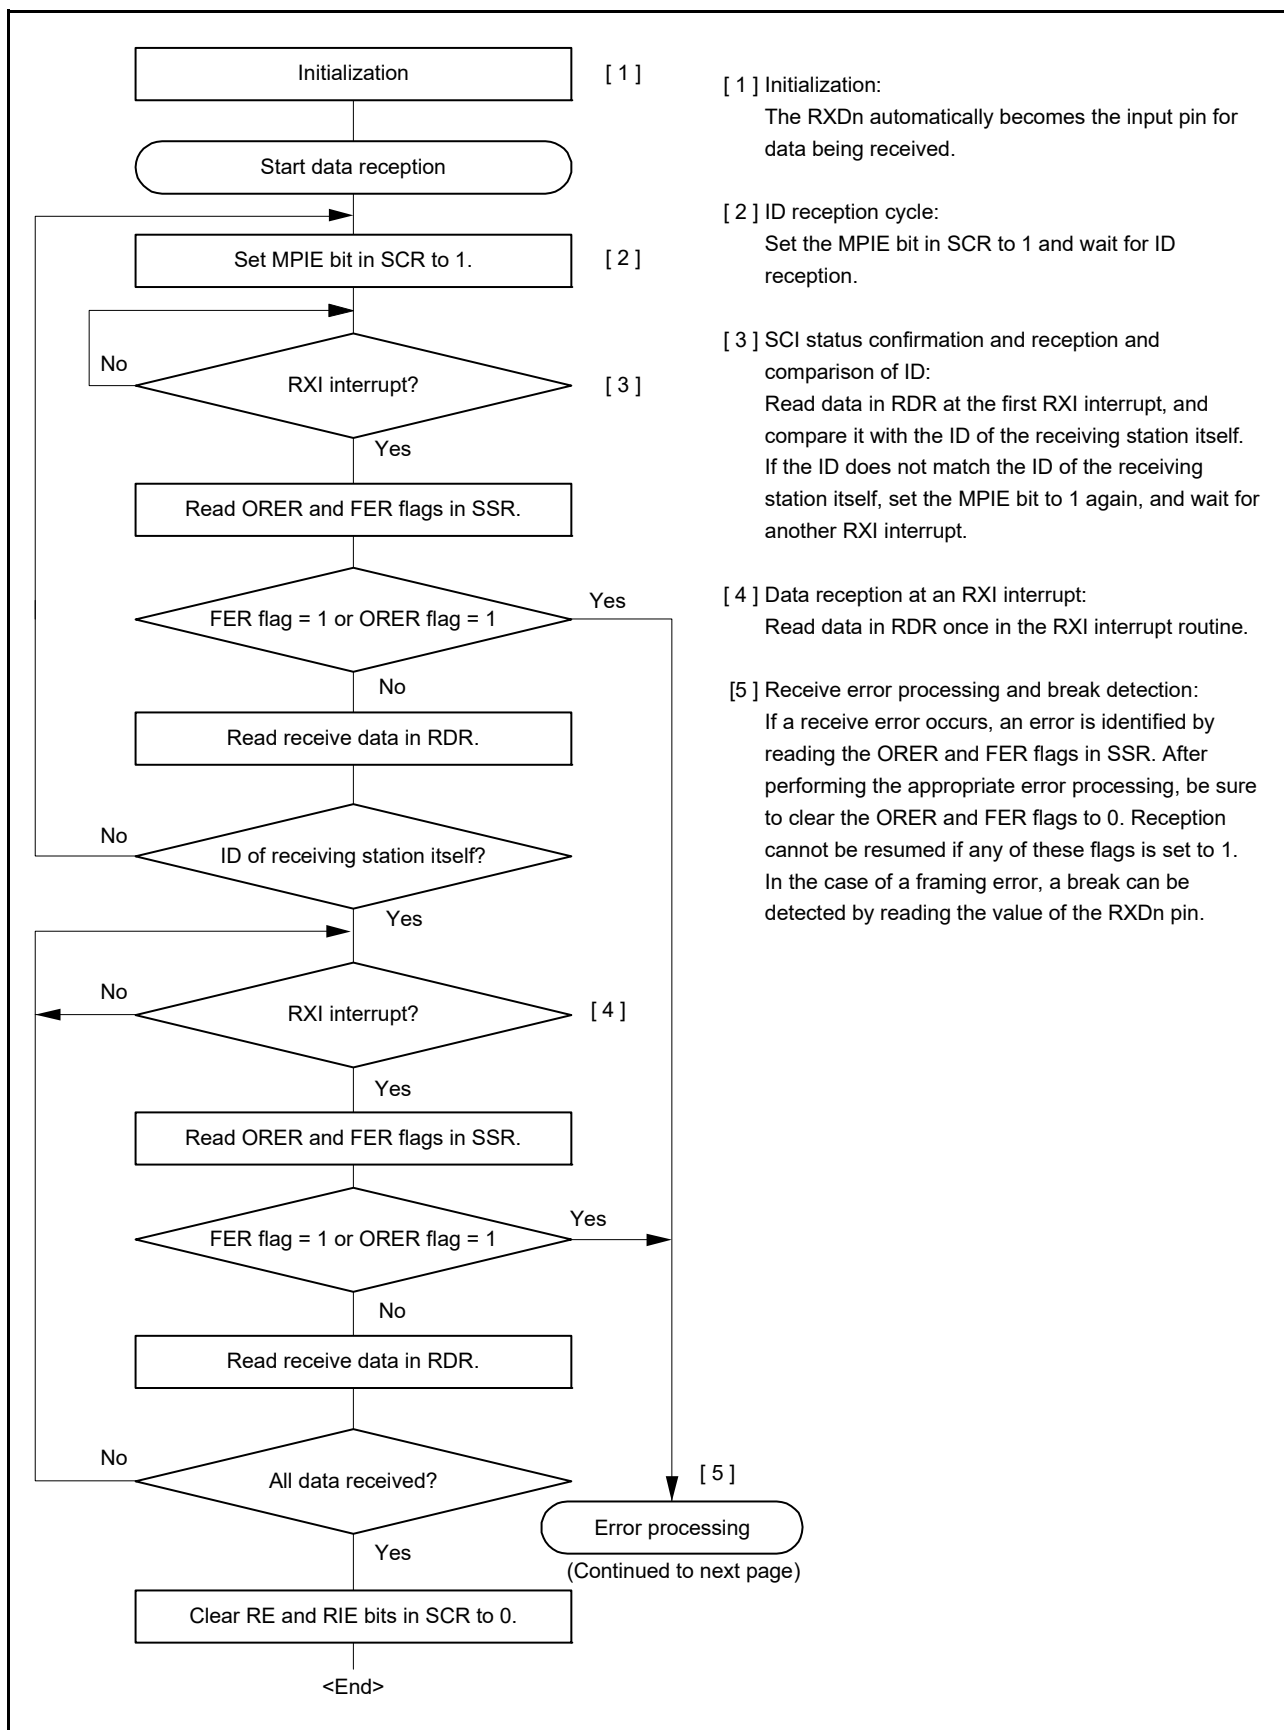 Initialization
[ 1 ]
Start data reception
Set MPIE bit in SCR to 1.
[ 2 ]
No
RXI interrupt?
[ 3 ]
Yes
Read ORER and FER flags in SSR.
FER flag = 1 or ORER flag = 1
Yes
No
Read receive data in RDR.
No
ID of receiving station itself?
Yes
No
RXI interrupt?
[ 4 ]
Yes
Read ORER and FER flags in SSR.
FER flag = 1 or ORER flag = 1
Yes
No
Read receive data in RDR.
No
All data received?
[ 5 ]
Error processing
(Continued to next page)
Yes
Clear RE and RIE bits in SCR to 0.
<End>
[ 1 ] Initialization:
The RXDn automatically becomes the input pin for
data being received.
[ 2 ] ID reception cycle:
Set the MPIE bit in SCR to 1 and wait for ID
reception.
[ 3 ] SCI status confirmation and reception and
comparison of ID:
Read data in RDR at the first RXI interrupt, and
compare it with the ID of the receiving station itself.
If the ID does not match the ID of the receiving
station itself, set the MPIE bit to 1 again, and wait for
another RXI interrupt.
[ 4 ] Data reception at an RXI interrupt:
Read data in RDR once in the RXI interrupt routine.
[5 ] Receive error processing and break detection:
If a receive error occurs, an error is identified by
reading the ORER and FER flags in SSR. After
performing the appropriate error processing, be sure
to clear the ORER and FER flags to 0. Reception
cannot be resumed if any of these flags is set to 1.
In the case of a framing error, a break can be
detected by reading the value of the RXDn pin.